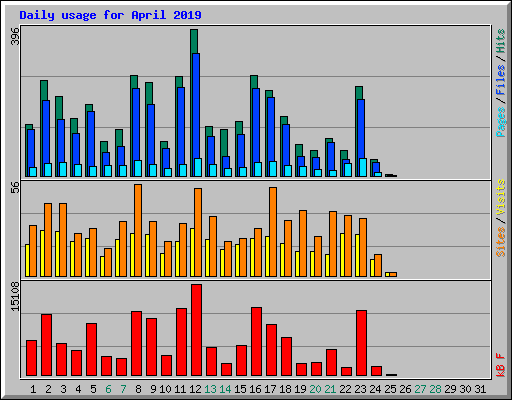 Daily usage for April 2019
396
56
15108
Pages / Files / Hits
Sites / Visits
kB F
1 2 3 4 5 6 7 8 9 10 11 12 13 14 15 16 17 18 19 20 21 22 23 24 25 26 27 28 29 30 31